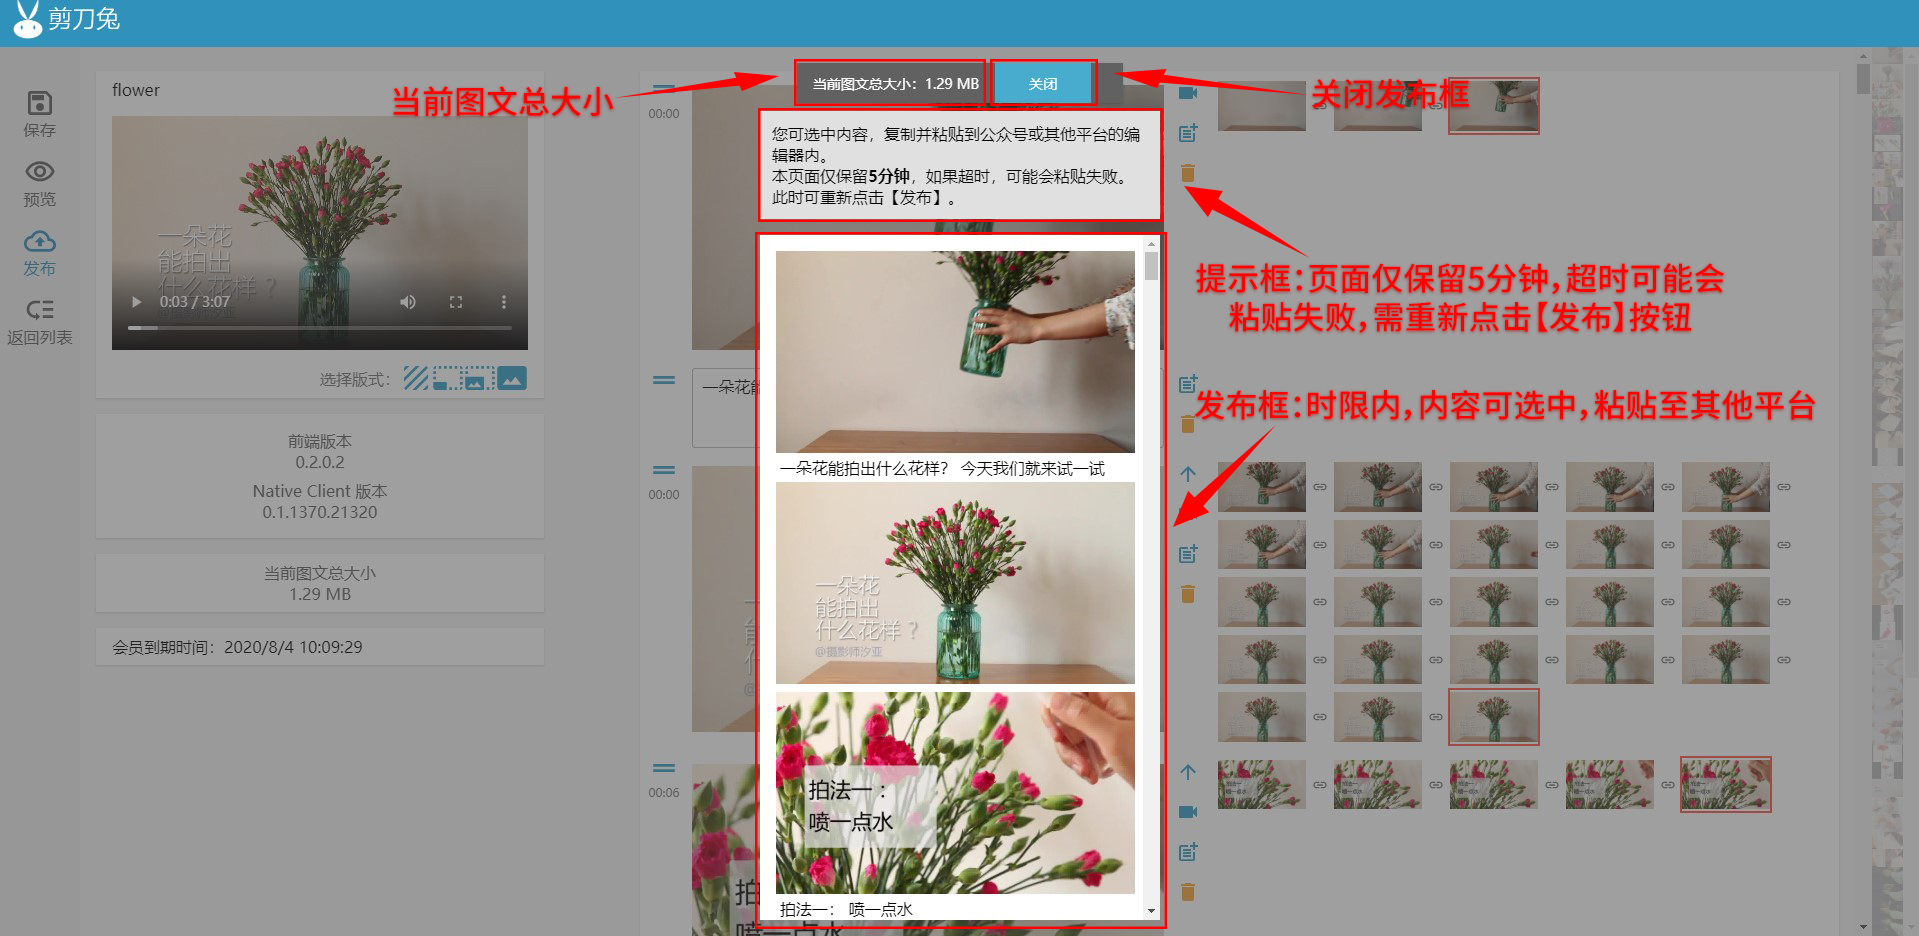 剪刀兔
保存
预览
发布
返回列表
flower
一朵花
能拍出
什么花样？
0:03 / 3:07
选择版式：
前端版本
0.2.0.2
Native Client 版本
0.1.1370.21320
当前图文总大小
1.29 MB
会员到期时间：2020/8/4 10:09:29
当前图文总大小
当前图文总大小：1.29 MB
关闭
关闭发布框
您可选中内容，复制并粘贴到公众号或其他平台的编
辑器内。
本页面仅保留5分钟，如果超时，可能会粘贴失败。
此时可重新点击【发布】。
提示框：页面仅保留5分钟，超时可能会
粘贴失败，需重新点击【发布】按钮
发布框：时限内，内容可选中，粘贴至其他平台
00:00
一朵花能
00:00
00:06
一朵花能拍出什么花样？ 今天我们就来试一试
一朵花
能拍出
什么花样？
@摄影师汐亚
拍法一：
喷一点水
拍法一： 喷一点水